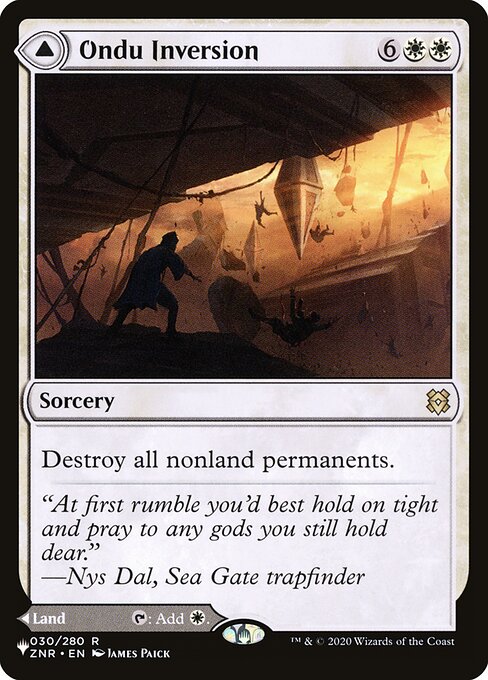 Ondu Inversion 6
Sorcery
Destroy all nonland permanents.
“At first rumble you’d best hold on tight
and pray to any gods you still hold
dear.”
—Nys Dal, Sea Gate trapfinder
Land : Add .
030/280 R
ZNR • EN James Paick
™ & © 2020 Wizards of the Coast